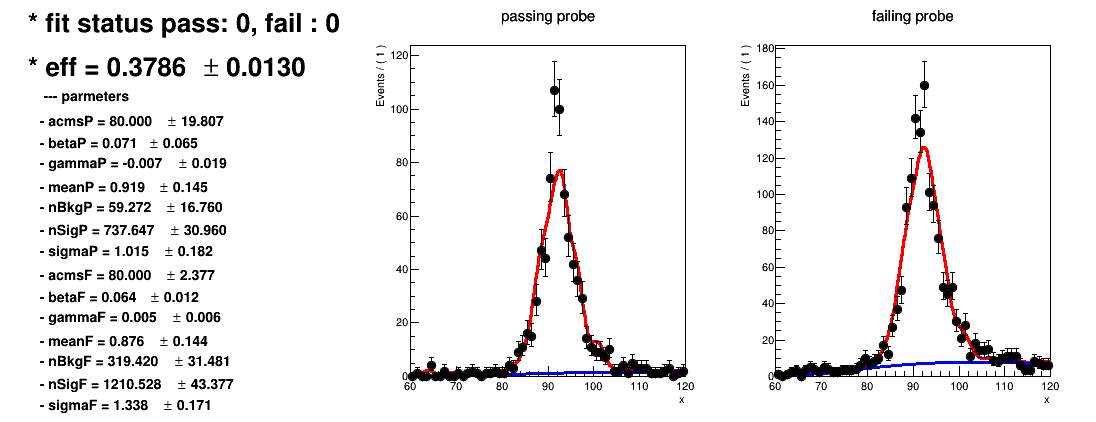 * fit status pass: 0, fail : 0
* eff = 0.3786 ± 0.0130
--- parmeters
- acmsP = 80.000 ± 19.807
- betaP = 0.071 ± 0.065
- gammaP = -0.007 ± 0.019
- meanP = 0.919 ± 0.145
- nBkgP = 59.272 ± 16.760
- nSigP = 737.647 ± 30.960
- sigmaP = 1.015 ± 0.182
- acmsF = 80.000 ± 2.377
- betaF = 0.064 ± 0.012
- gammaF = 0.005 ± 0.006
- meanF = 0.876 ± 0.144
- nBkgF = 319.420 ± 31.481
- nSigF = 1210.528 ± 43.377
- sigmaF = 1.338 ± 0.171
passing probe
Events / ( 1 )
120
100
80
60
40
20
0
60 70 80 90 100 110 120
x
failing probe
Events / ( 1 )
180
160
140
120
100
80
60
40
20
0
60 70 80 90 100 110 120
x